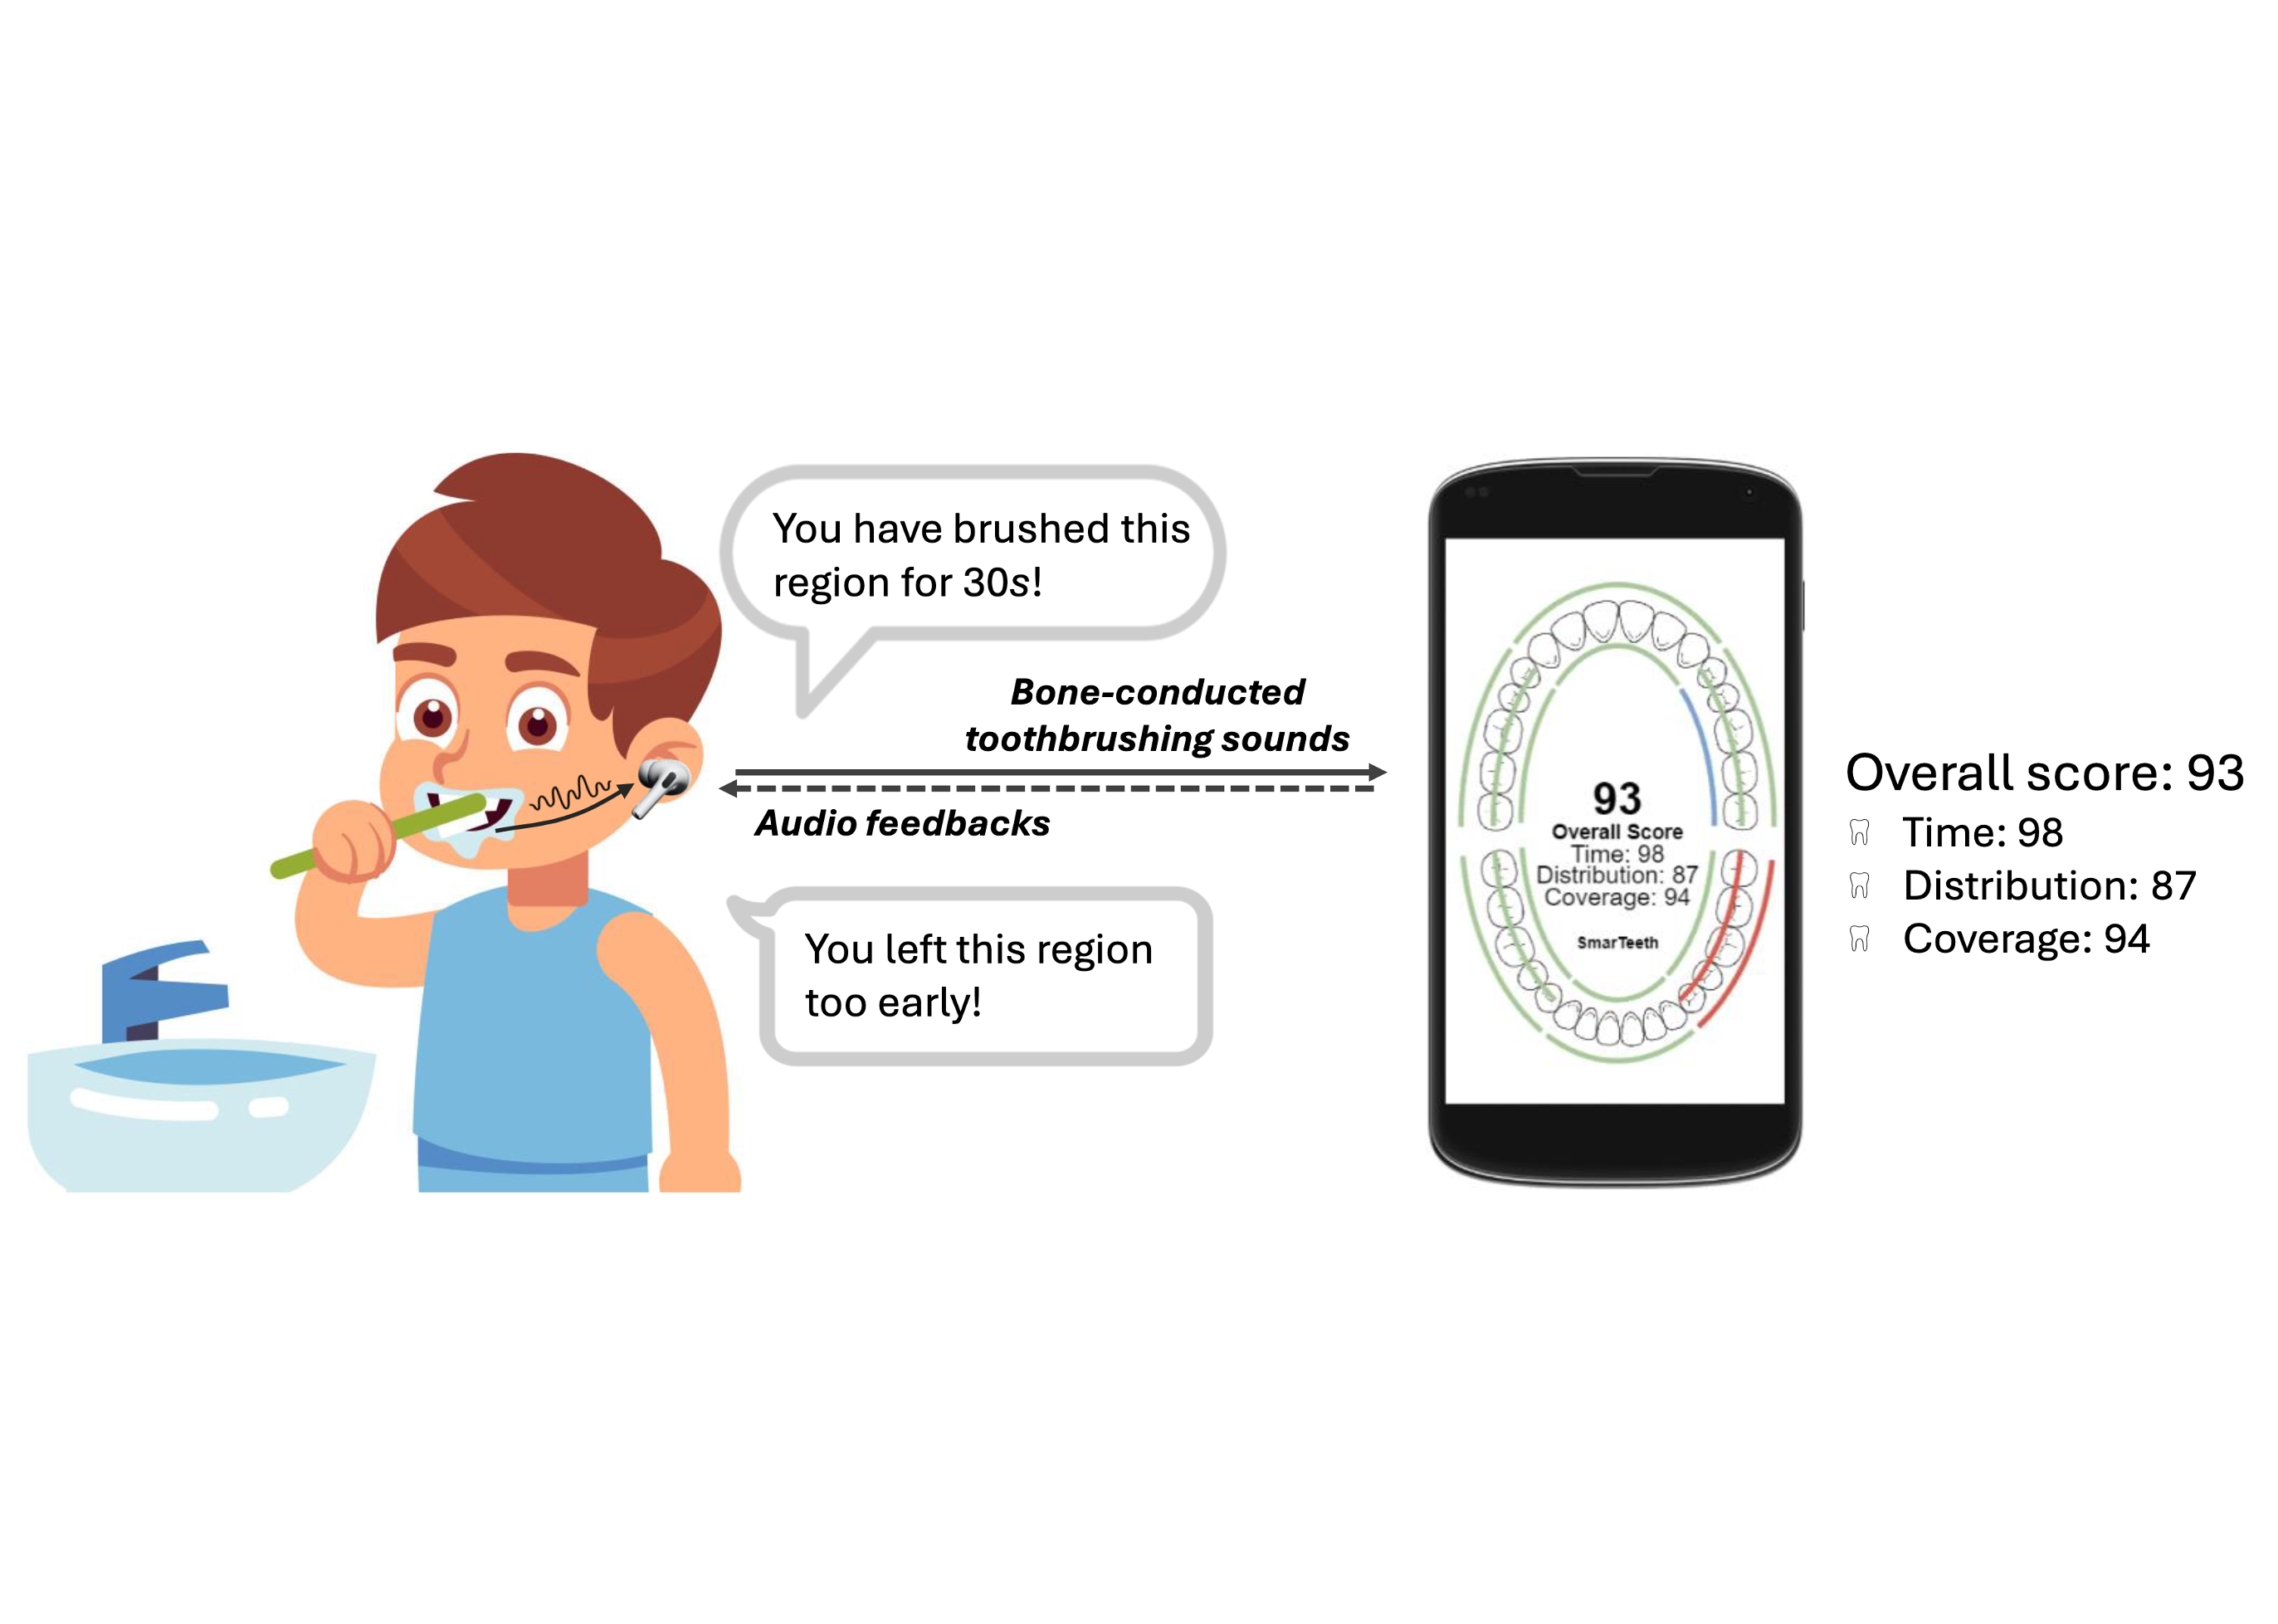 You have brushed this
region for 30s!
Bone-conducted
toothbrushing sounds
Audio feedbacks
You left this region
too early!
93
Overall Score
Time: 98
Distribution: 87
Coverage: 94
SmarTeeth
Overall score: 93
Time: 98
Distribution: 87
Coverage: 94